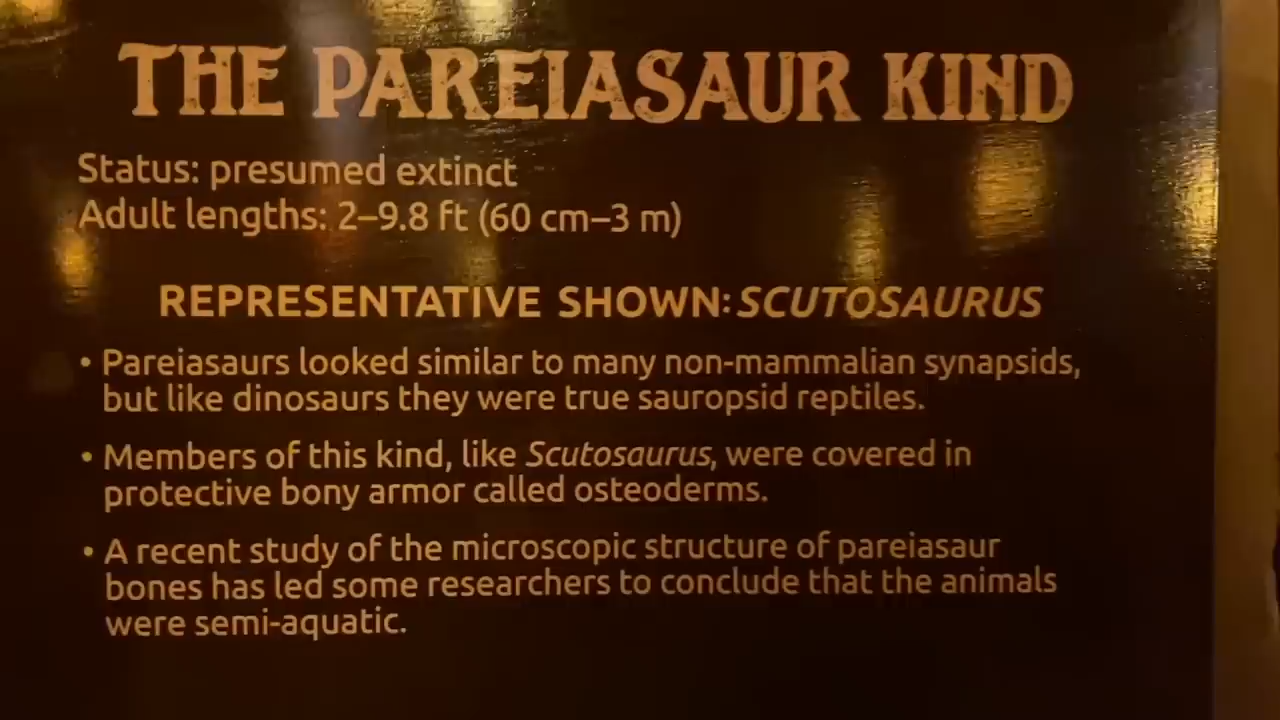 THE PAREIASAUR KIND
Status: presumed extinct
Adult lengths: 2–9.8 ft (60 cm–3 m)
REPRESENTATIVE SHOWN: SCUTOSAURUS
• Pareiasaurs looked similar to many non-mammalian synapsids,
but like dinosaurs they were true sauropsid reptiles.
• Members of this kind, like Scutosaurus, were covered in
protective bony armor called osteoderms.
• A recent study of the microscopic structure of pareiasaur
bones has led some researchers to conclude that the animals
were semi-aquatic.